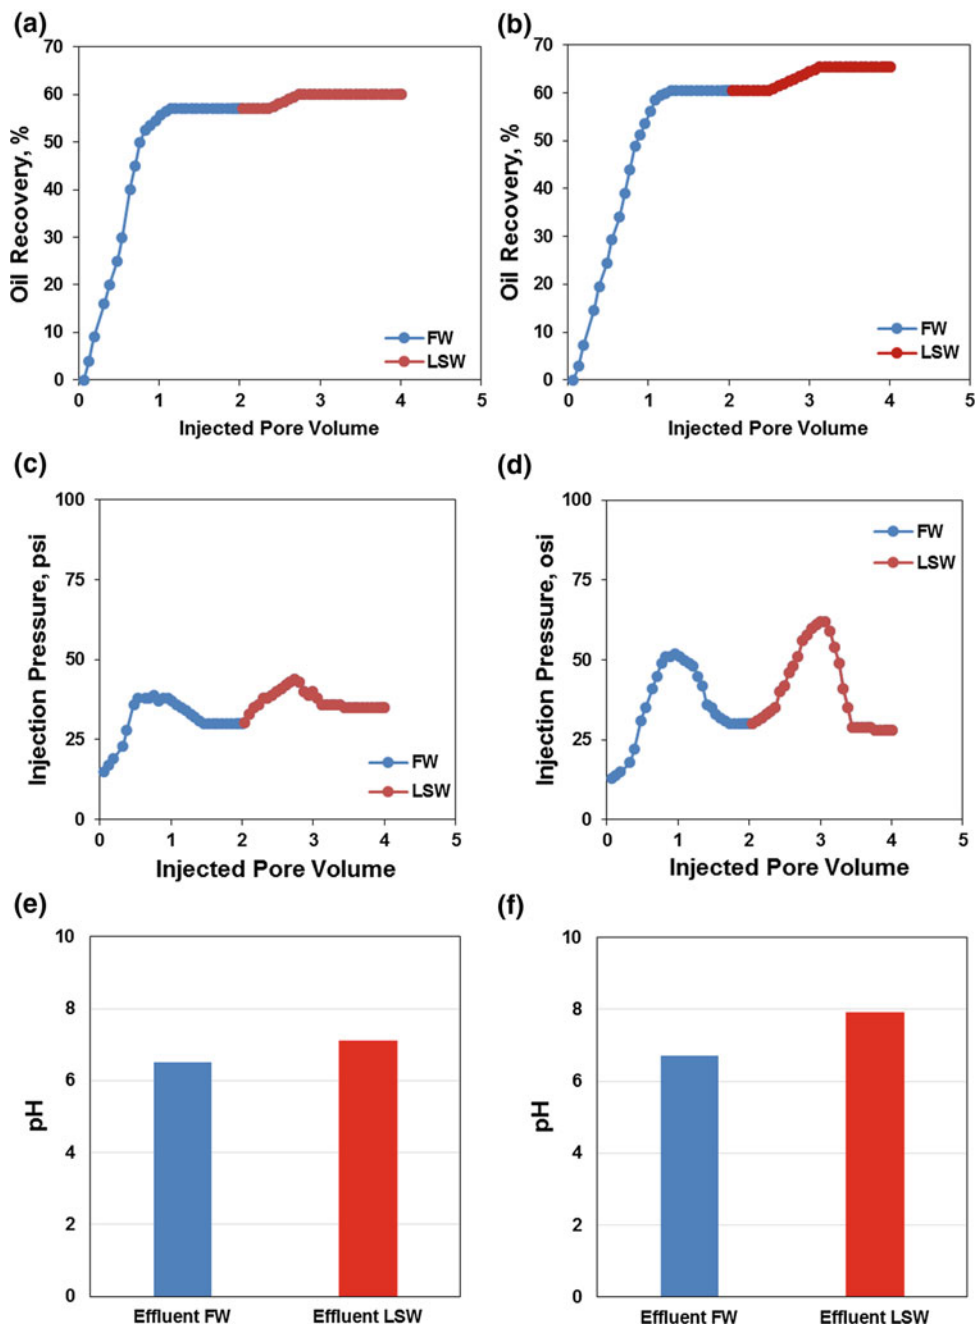 (a)
70
60
50
40
30
20
10
0
Oil Recovery, %
FW
LSW
0 1 2 3 4 5
Injected Pore Volume
(b)
70
60
50
40
30
20
10
0
Oil Recovery, %
FW
LSW
0 1 2 3 4 5
Injected Pore Volume
(c)
100
75
50
25
0
Injection Pressure, psi
FW
LSW
0 1 2 3 4 5
Injected Pore Volume
(d)
100
75
50
25
0
Injection Pressure, osi
FW
LSW
0 1 2 3 4 5
Injected Pore Volume
(e)
10
8
6
4
2
0
pH
Effluent FW Effluent LSW
(f)
10
8
6
4
2
0
pH
Effluent FW Effluent LSW